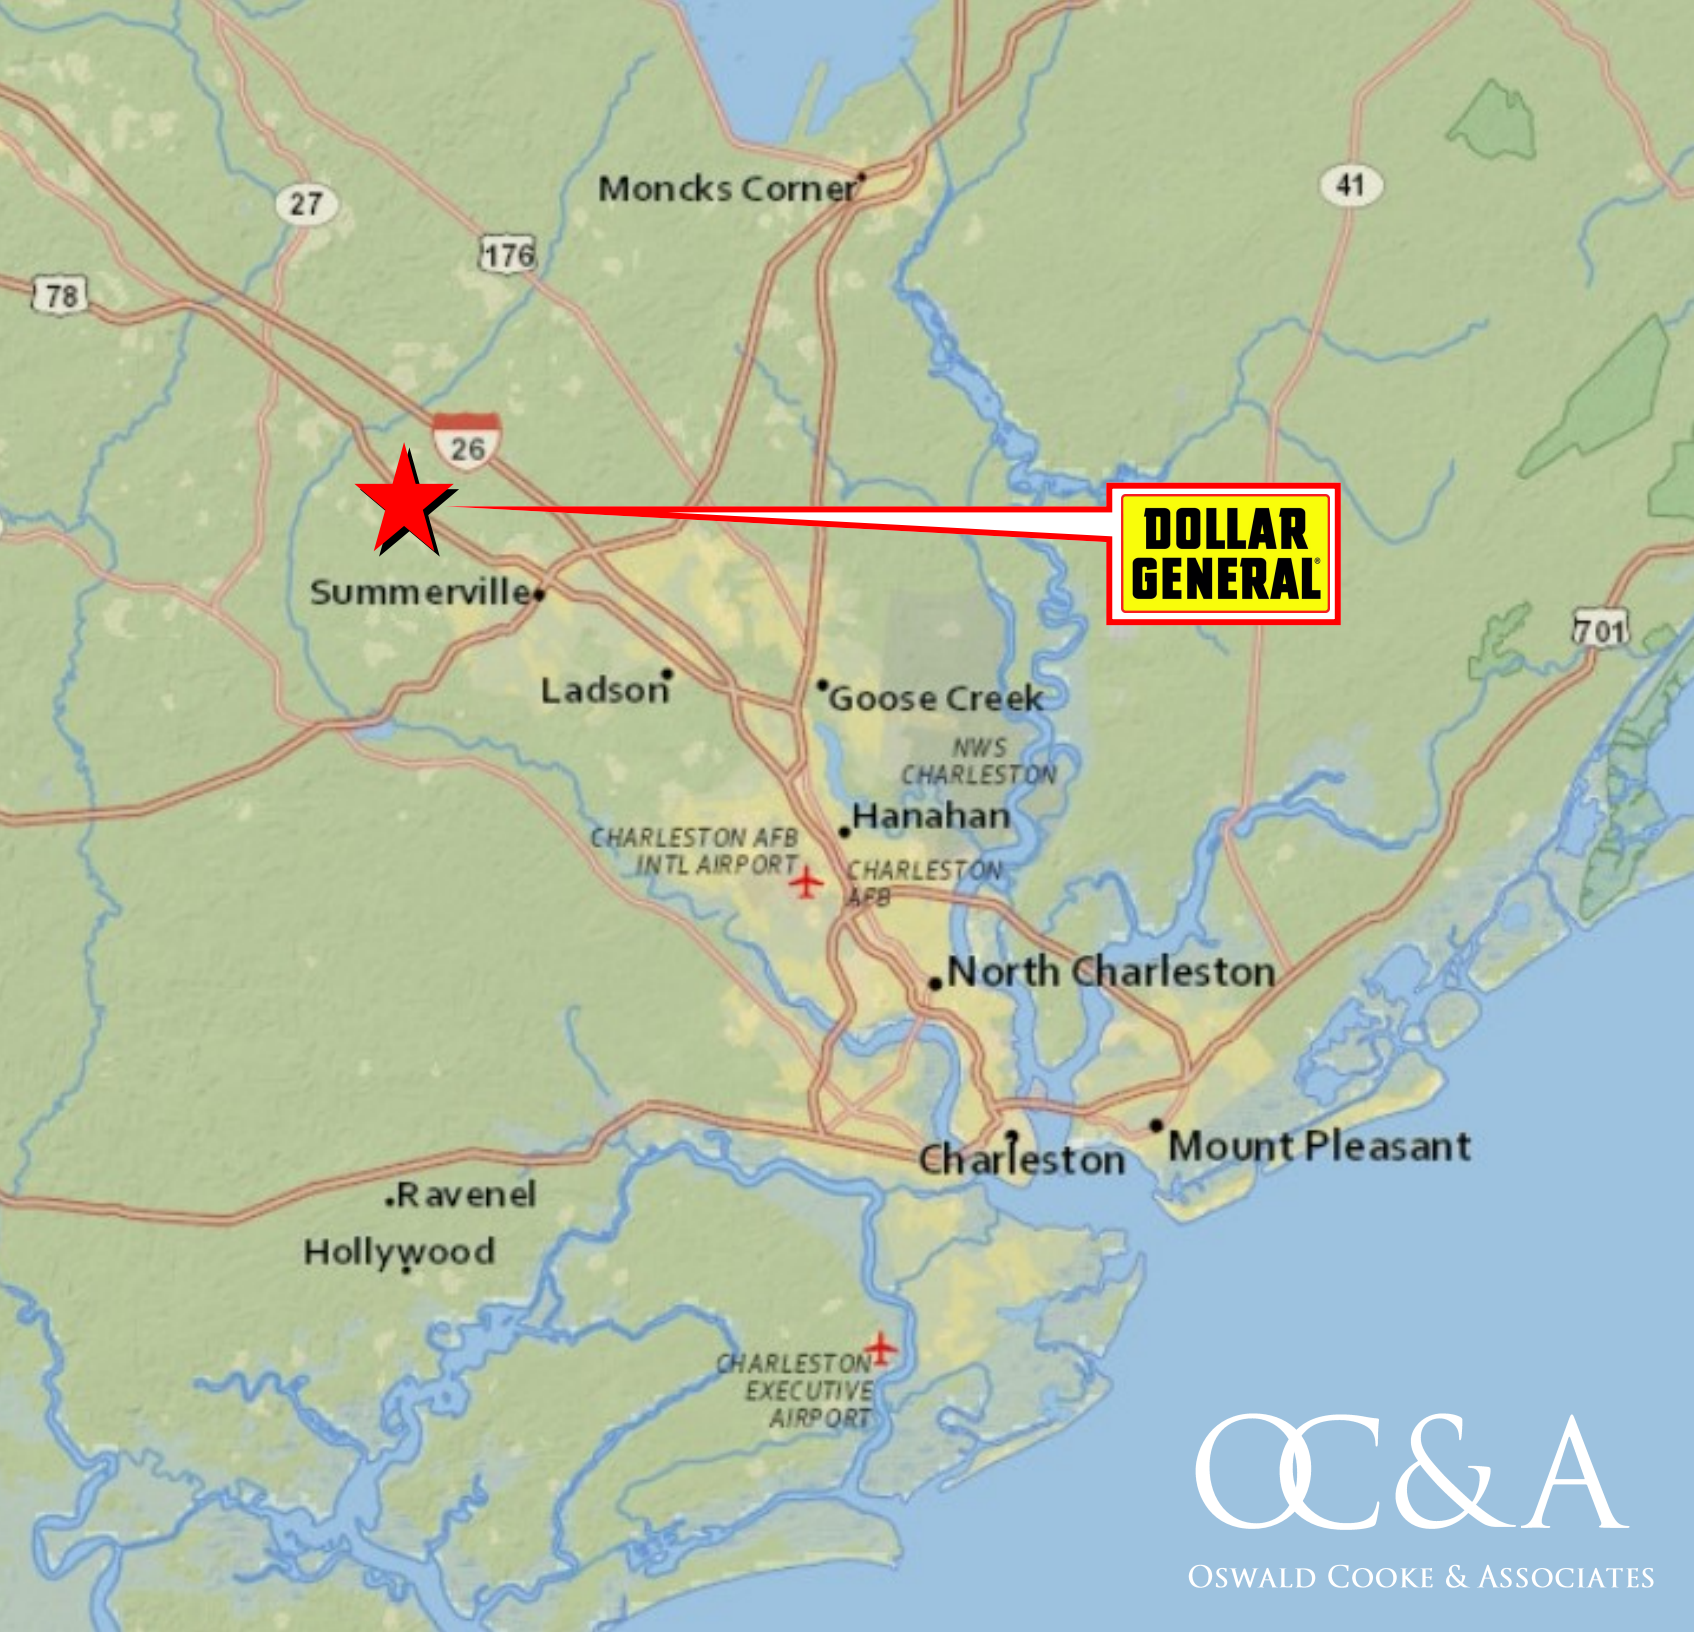 Moncks Corner
27
41
176
78
26
DOLLAR
GENERAL®
Summerville
701
Ladson
Goose Creek
NWS
CHARLESTON
Hanahan
CHARLESTON AFB
INTL AIRPORT
CHARLESTON
AFB
North Charleston
Charleston
Mount Pleasant
Ravenel
Hollywood
CHARLESTON
EXECUTIVE
AIRPORT
OC&A
OSWALD COOKE & ASSOCIATES